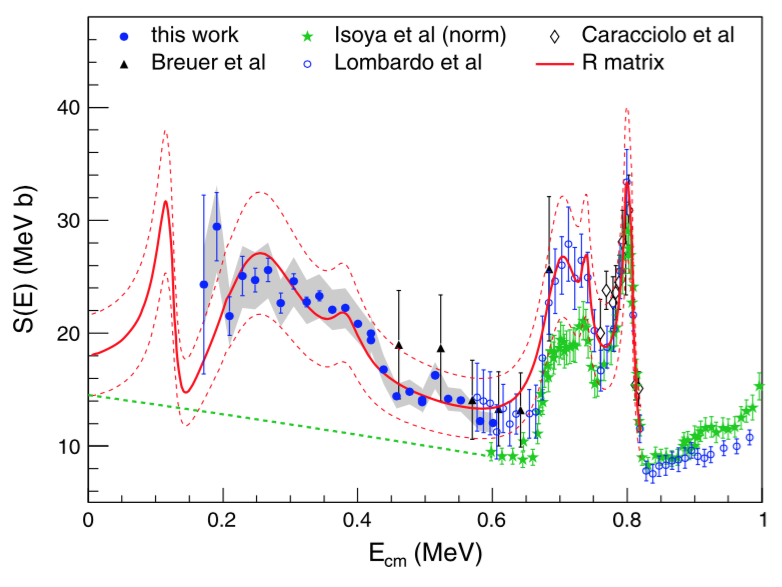 this work Isoya et al (norm) Caracciolo et al
Breuer et al Lombardo et al R matrix
S(E) (MeV b)
40
30
20
10
0 0.2 0.4 0.6 0.8 1
E_cm (MeV)